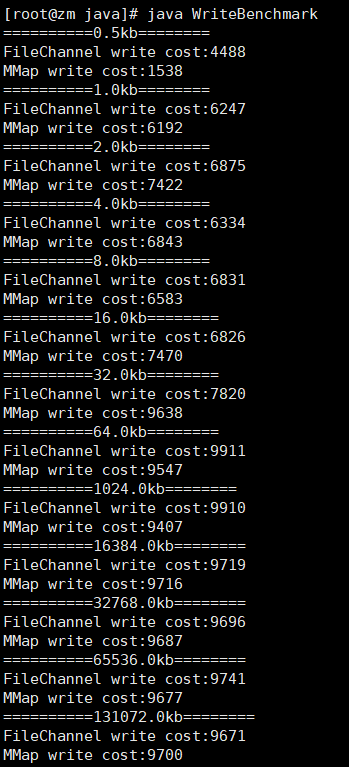 [root@zm java]# java WriteBenchmark
==========0.5kb========
FileChannel write cost:4488
MMap write cost:1538
==========1.0kb========
FileChannel write cost:6247
MMap write cost:6192
==========2.0kb========
FileChannel write cost:6875
MMap write cost:7422
==========4.0kb========
FileChannel write cost:6334
MMap write cost:6843
==========8.0kb========
FileChannel write cost:6831
MMap write cost:6583
==========16.0kb========
FileChannel write cost:6826
MMap write cost:7470
==========32.0kb========
FileChannel write cost:7820
MMap write cost:9638
==========64.0kb========
FileChannel write cost:9911
MMap write cost:9547
==========1024.0kb========
FileChannel write cost:9910
MMap write cost:9407
==========16384.0kb========
FileChannel write cost:9719
MMap write cost:9716
==========32768.0kb========
FileChannel write cost:9696
MMap write cost:9687
==========65536.0kb========
FileChannel write cost:9741
MMap write cost:9677
==========131072.0kb========
FileChannel write cost:9671
MMap write cost:9700